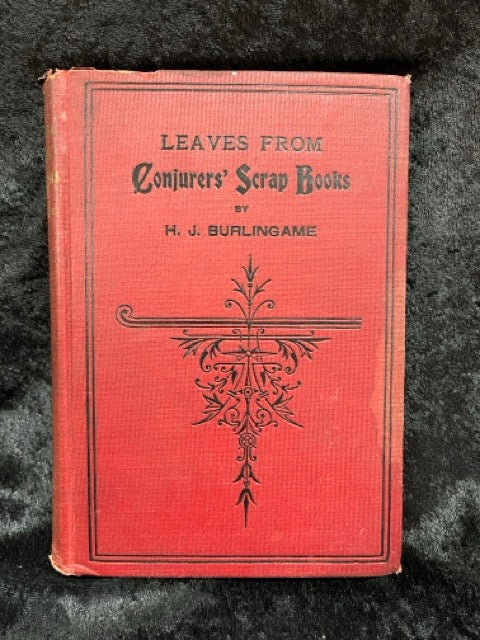 LEAVES FROM
Conjurers' Scrap Books
BY
H. J. BURLINGAME